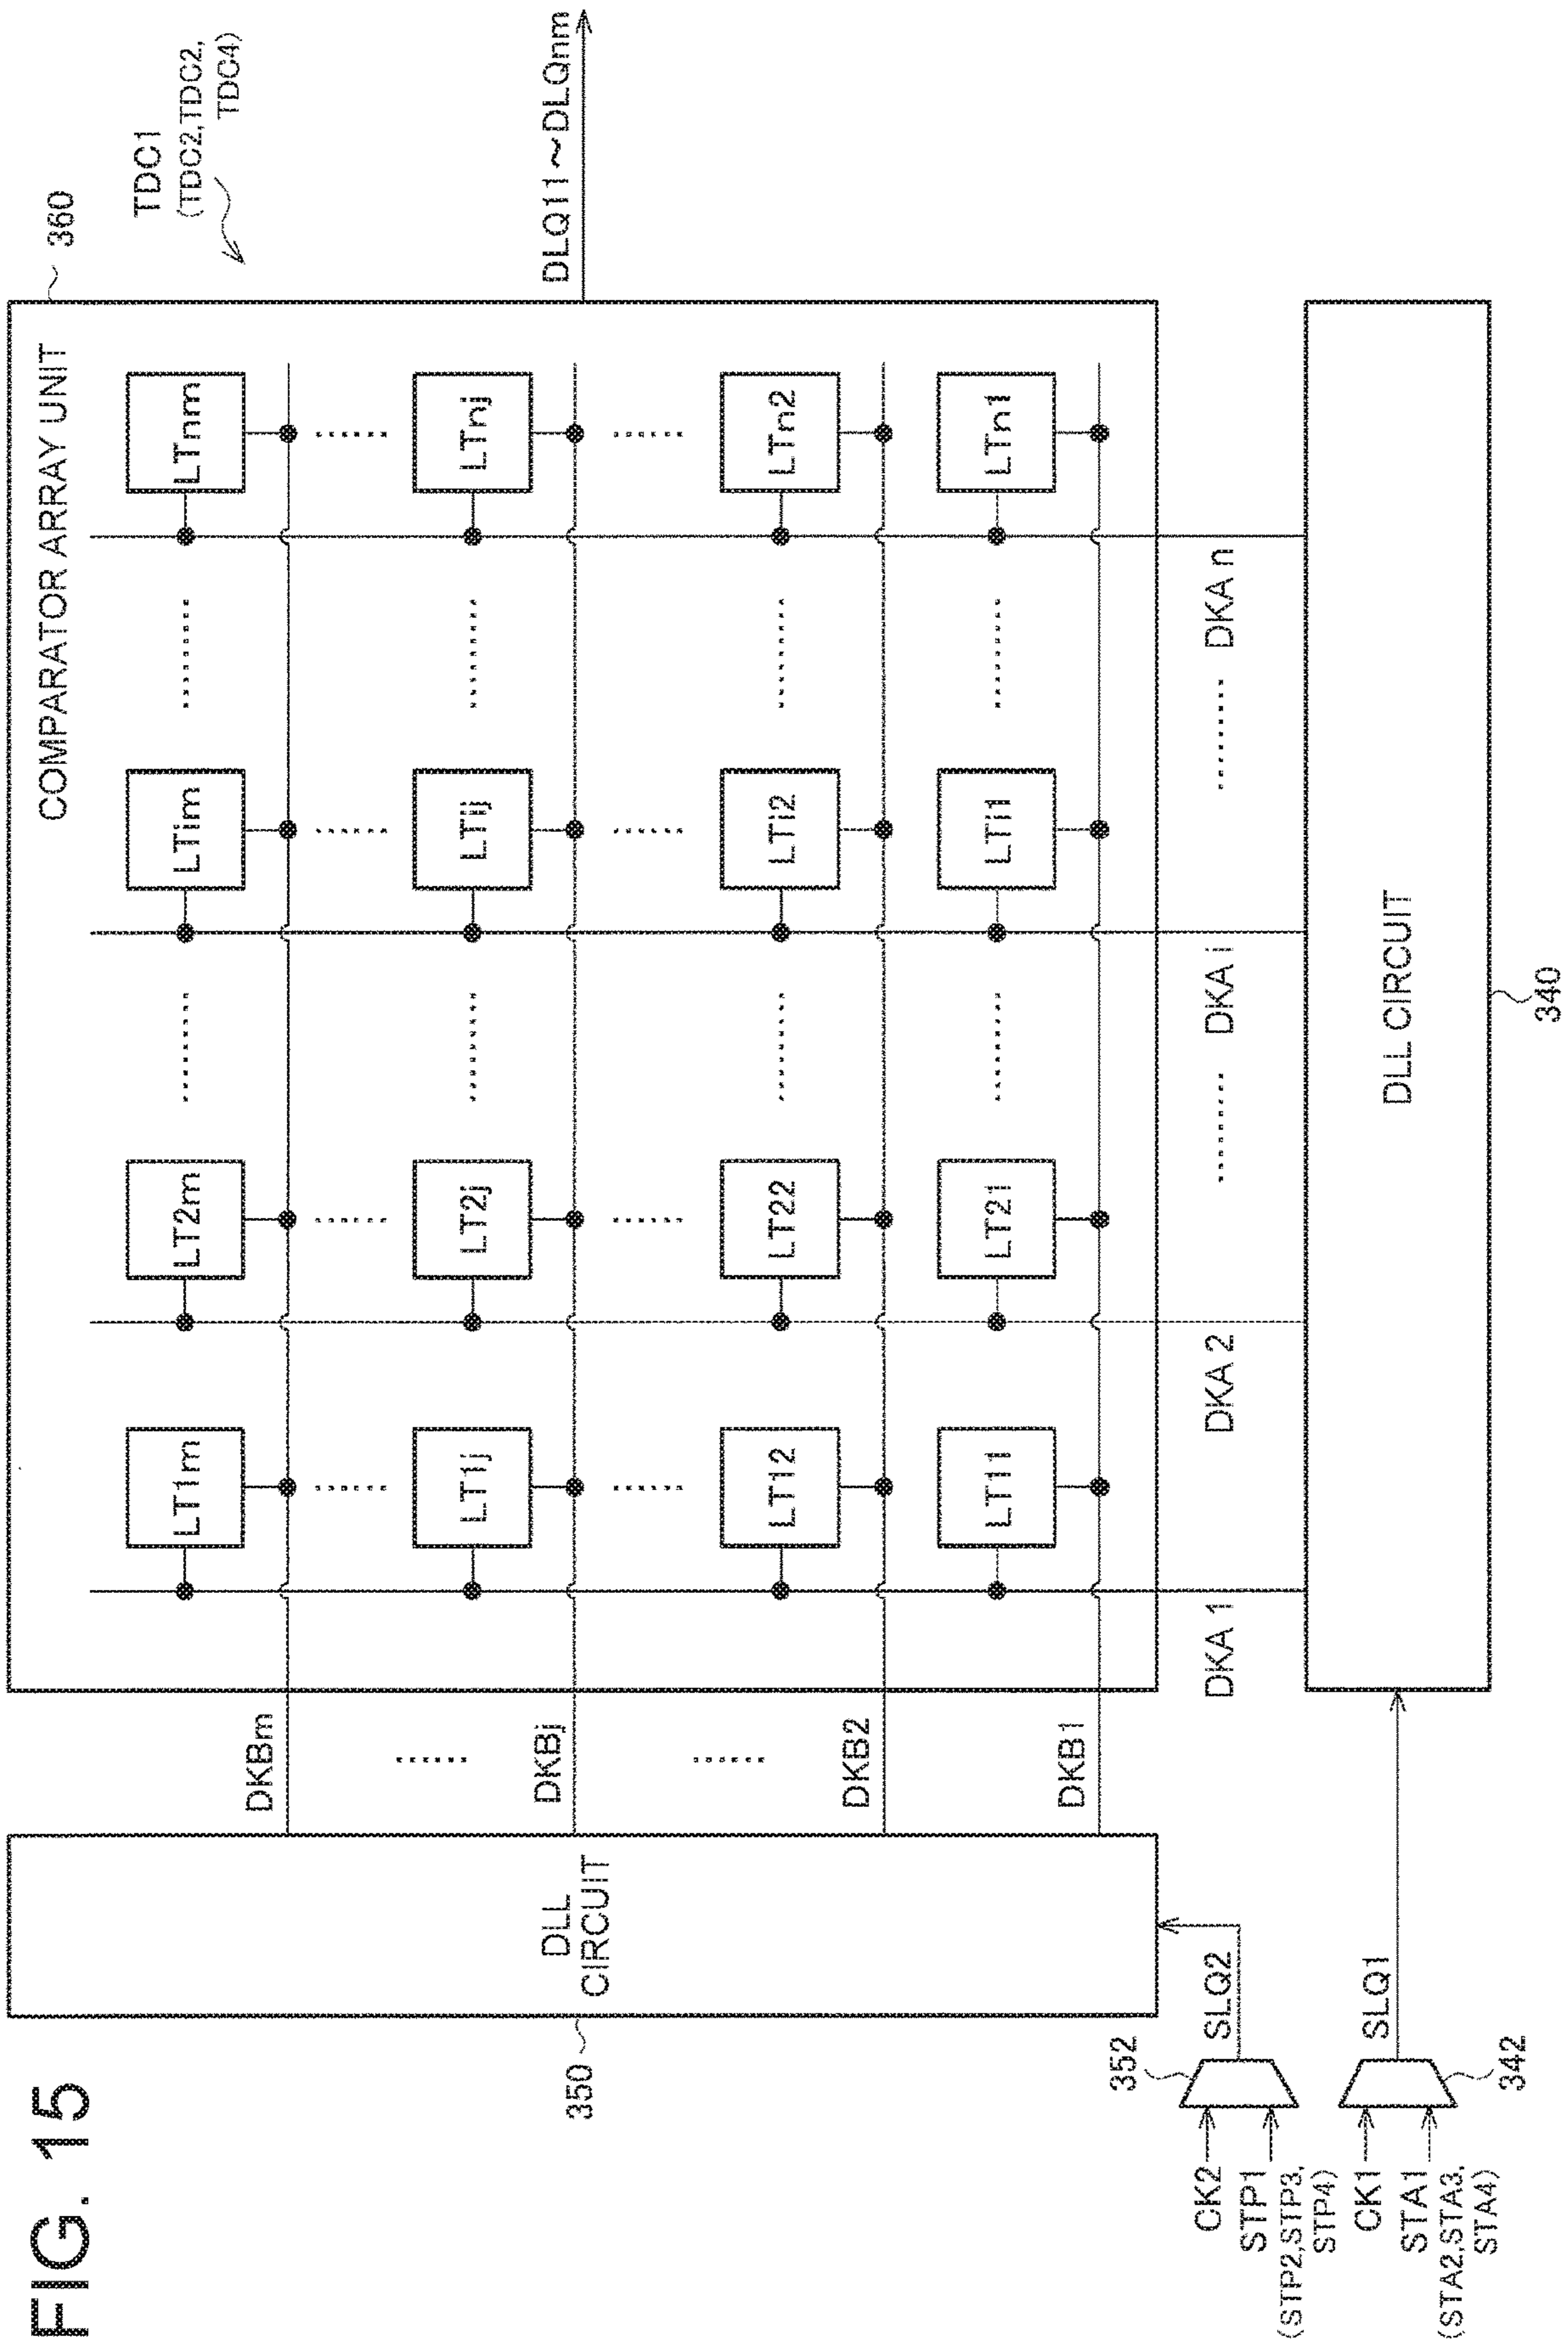 FIG. 15
TDC1
(TDC2,TDC2,
TDC4)
360
COMPARATOR ARRAY UNIT
DLL
CIRCUIT
350
DKBm
LT1m
LT2m
LTim
LTnm
DKBj
LT1j
LT2j
LTij
LTnj
DLQ11～DLQnm
DKB2
LT12
LT22
LTi2
LTn2
DKB1
LT11
LT21
LTi1
LTn1
DKA 1
DKA 2
DKA i
DKA n
352
CK2
STP1
(STP2,STP3,
STP4)
SLQ2
CK1
STA1
(STA2,STA3,
STA4)
SLQ1
342
DLL CIRCUIT
340